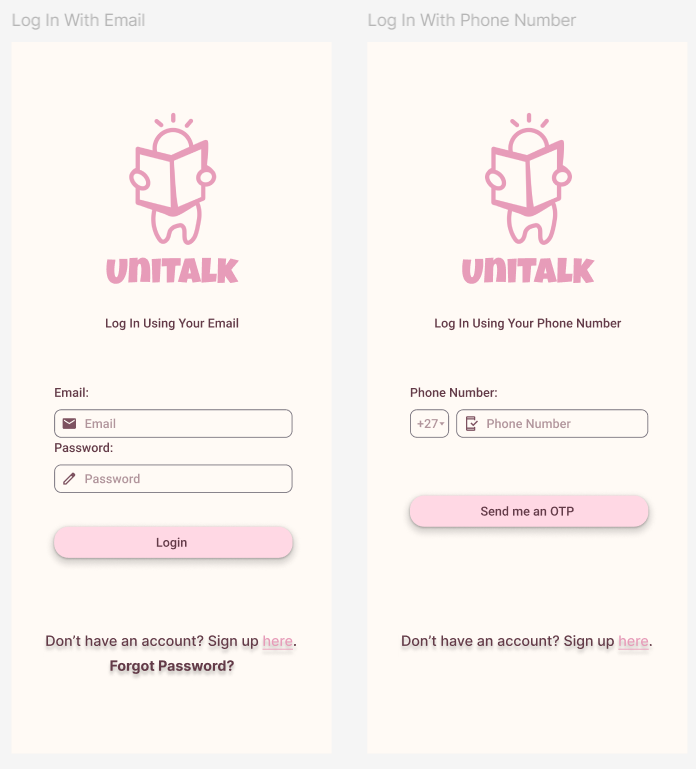 Log In With Email
UNITALK
Log In Using Your Email
Email:
Email
Password:
Password
Login
Don't have an account? Sign up here.
Forgot Password?
Log In With Phone Number
UNITALK
Log In Using Your Phone Number
Phone Number:
+27 Phone Number
Send me an OTP
Don't have an account? Sign up here.